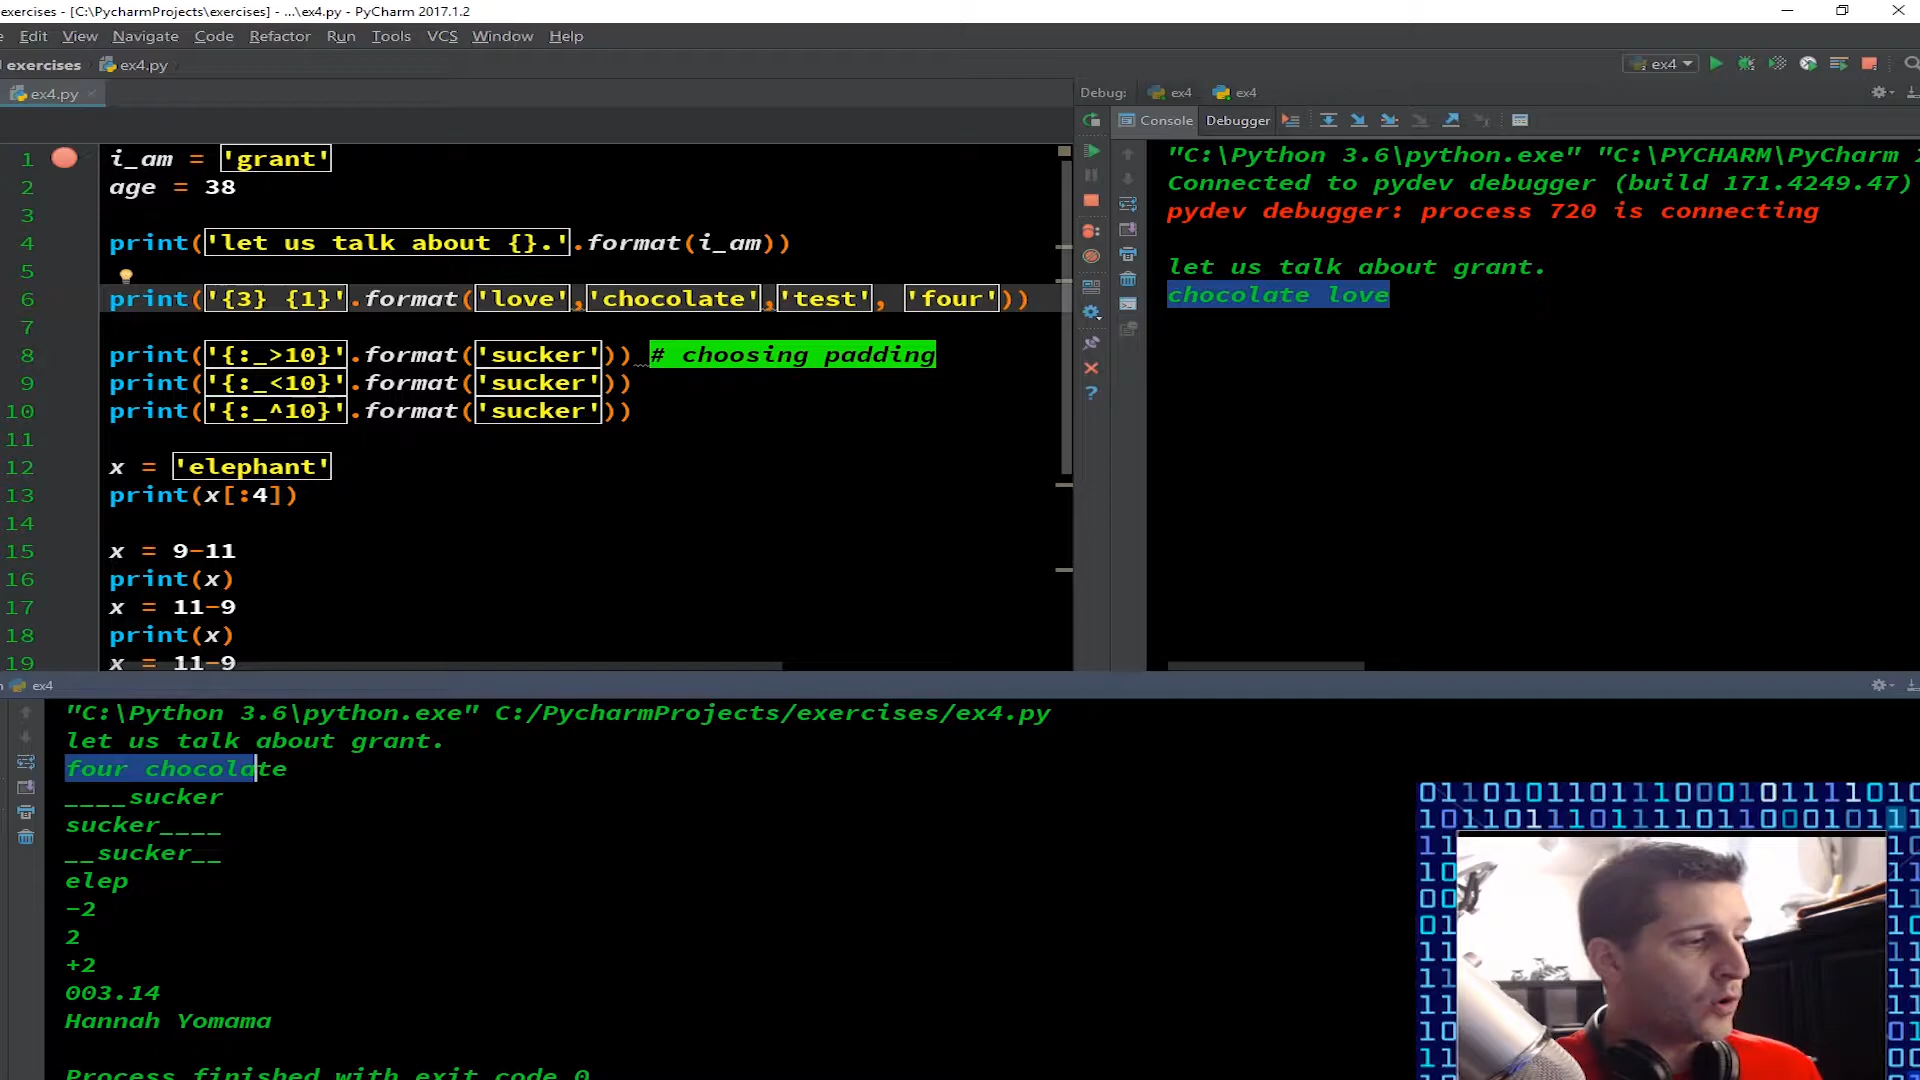 exercises - [C:\PycharmProjects\exercises] - ...\ex4.py - PyCharm 2017.1.2
Edit View Navigate Code Refactor Run Tools VCS Window Help
exercises ex4.py
ex4
ex4.py
Debug: ex4 ex4
Console Debugger
1 i_am = 'grant'
2 age = 38
3
4 print('let us talk about {}.'.format(i_am))
5
6 print('{3} {1}'.format('love','chocolate','test', 'four'))
7
8 print('{:_>10}'.format('sucker')) # choosing padding
9 print('{:_<10}'.format('sucker'))
10 print('{:_^10}'.format('sucker'))
11
12 x = 'elephant'
13 print(x[:4])
14
15 x = 9-11
16 print(x)
17 x = 11-9
18 print(x)
19 x = 11-9
"C:\Python 3.6\python.exe" "C:\PYCHARM\PyCharm
Connected to pydev debugger (build 171.4249.47)
pydev debugger: process 720 is connecting
let us talk about grant.
chocolate love
ex4
"C:\Python 3.6\python.exe" C:/PycharmProjects/exercises/ex4.py
let us talk about grant.
four chocolate
____sucker
sucker____
__sucker__
elep
-2
2
+2
003.14
Hannah Yomama
Process finished with exit code 0